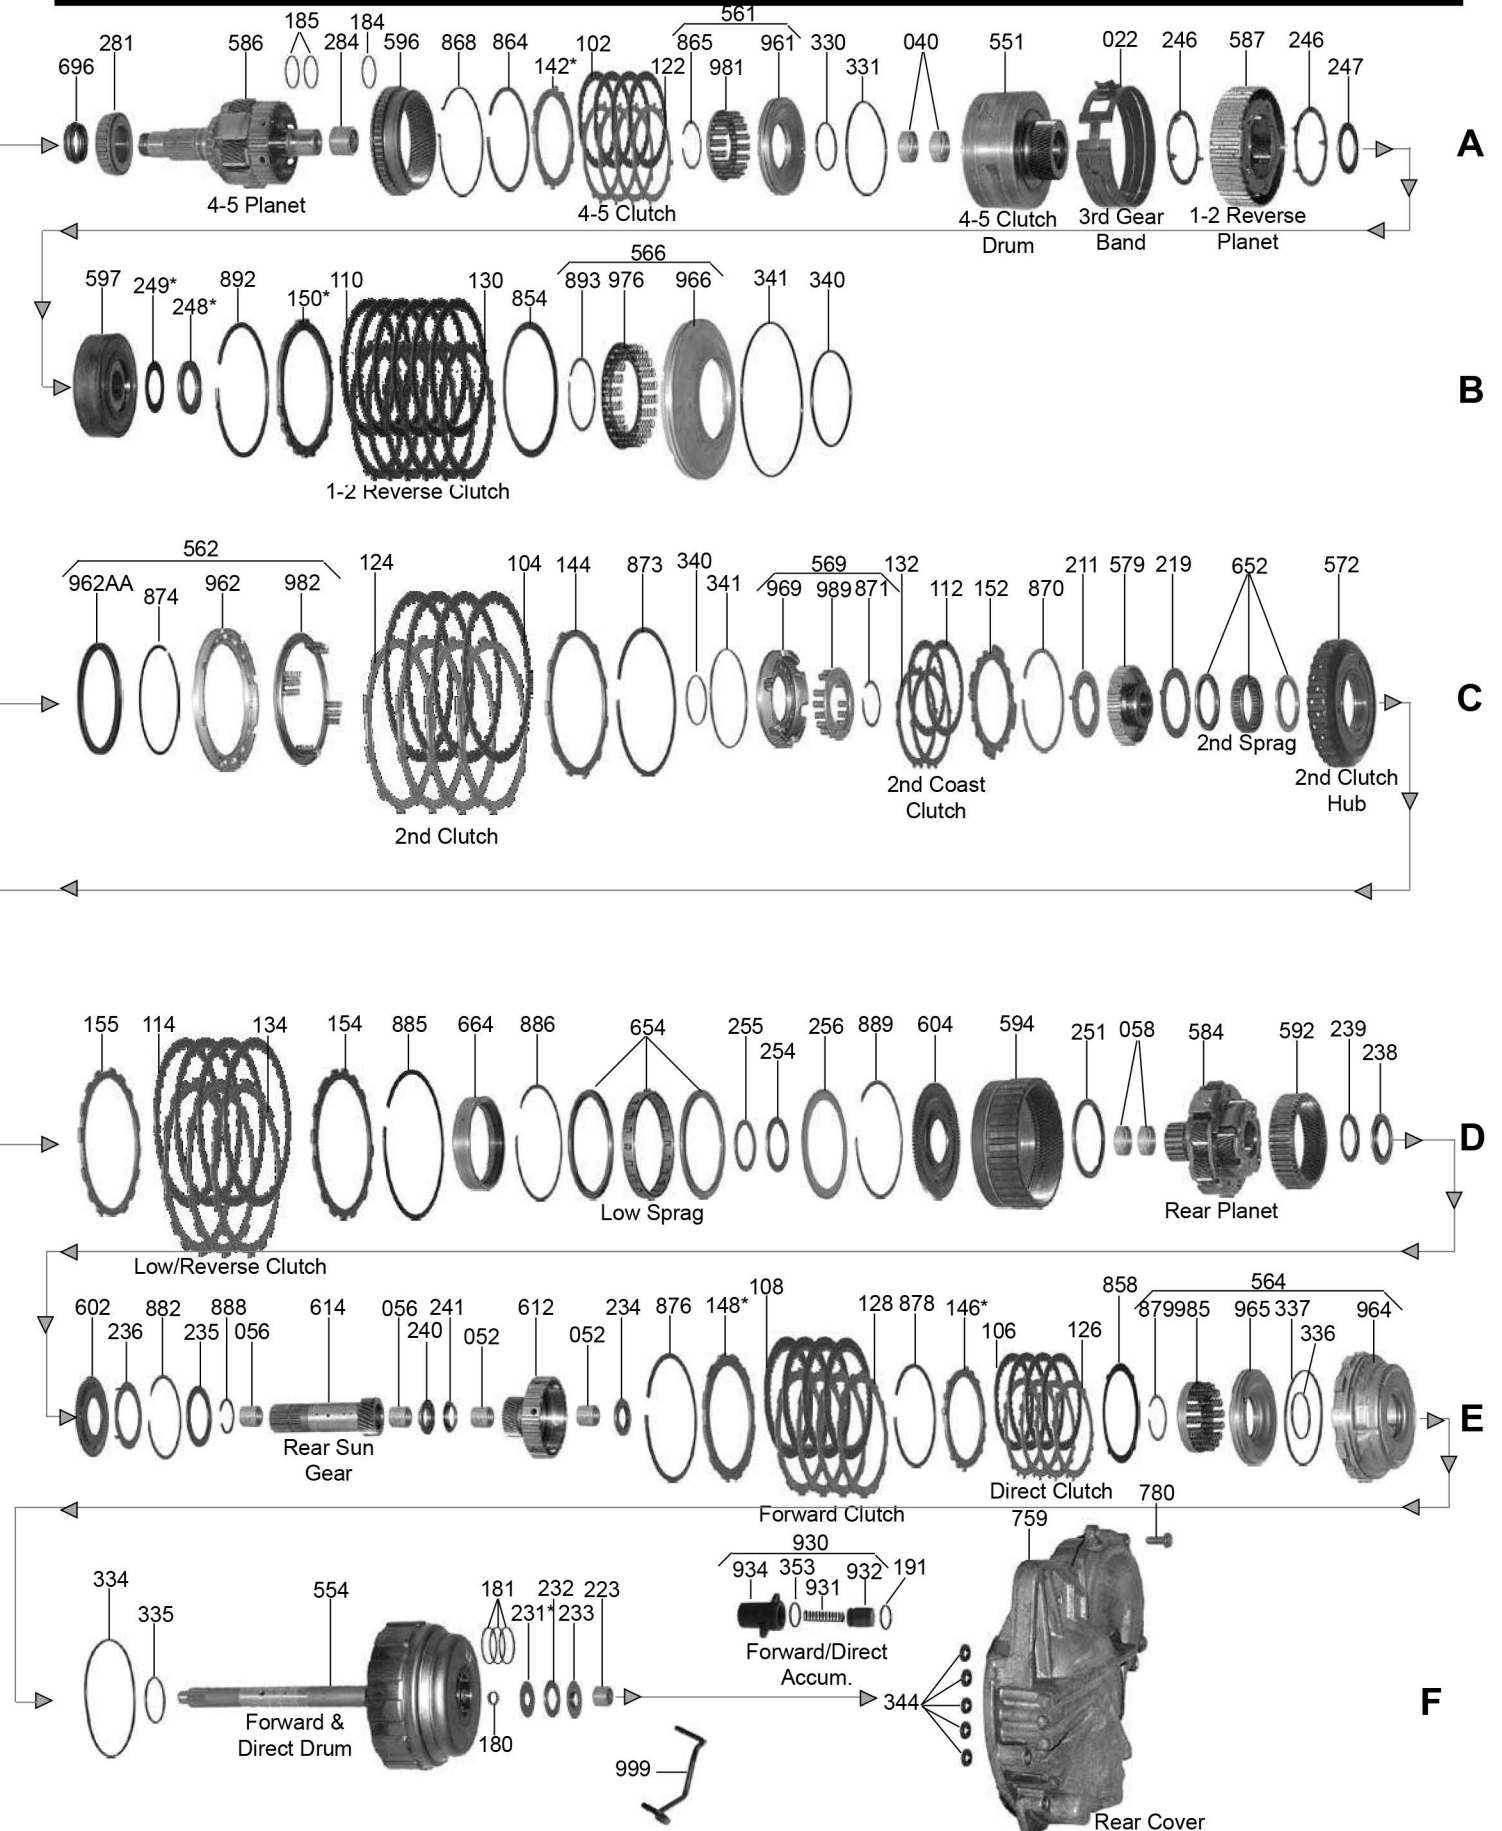 561
185 184
281 586 284 596 868 864 102 865 961 330 040 551 022 246 587 246
696 142* 122 981 331 247
A
4-5 Planet
4-5 Clutch
4-5 Clutch
Drum
3rd Gear
Band
1-2 Reverse
Planet
566
597 249* 892 110 130 893 976 966 341 340
248* 150* 854
B
1-2 Reverse Clutch
562
124 104 144 873 340 569 132 211 579 219 652 572
962AA 874 962 982 341 969 989 871 112 152 870
C
2nd Sprag
2nd Clutch
Hub
2nd Coast
Clutch
2nd Clutch
155 114 134 154 885 664 886 654 255 256 889 604 594 251 058 584 592 239
254 238
D
Low Sprag
Rear Planet
Low/Reverse Clutch
564
108 858
602 882 888 614 056 241 612 234 876 148* 128 878 146* 879 985 965 337 964
236 235 056 240 052 052 106 126 336
E
Rear Sun
Gear
Direct Clutch
Forward Clutch
780
759
930
334 554 181 232 223 934 353 932 191
335 231* 233 931
Forward/Direct
Accum.
344
F
Forward &
Direct Drum
180
999
Rear Cover